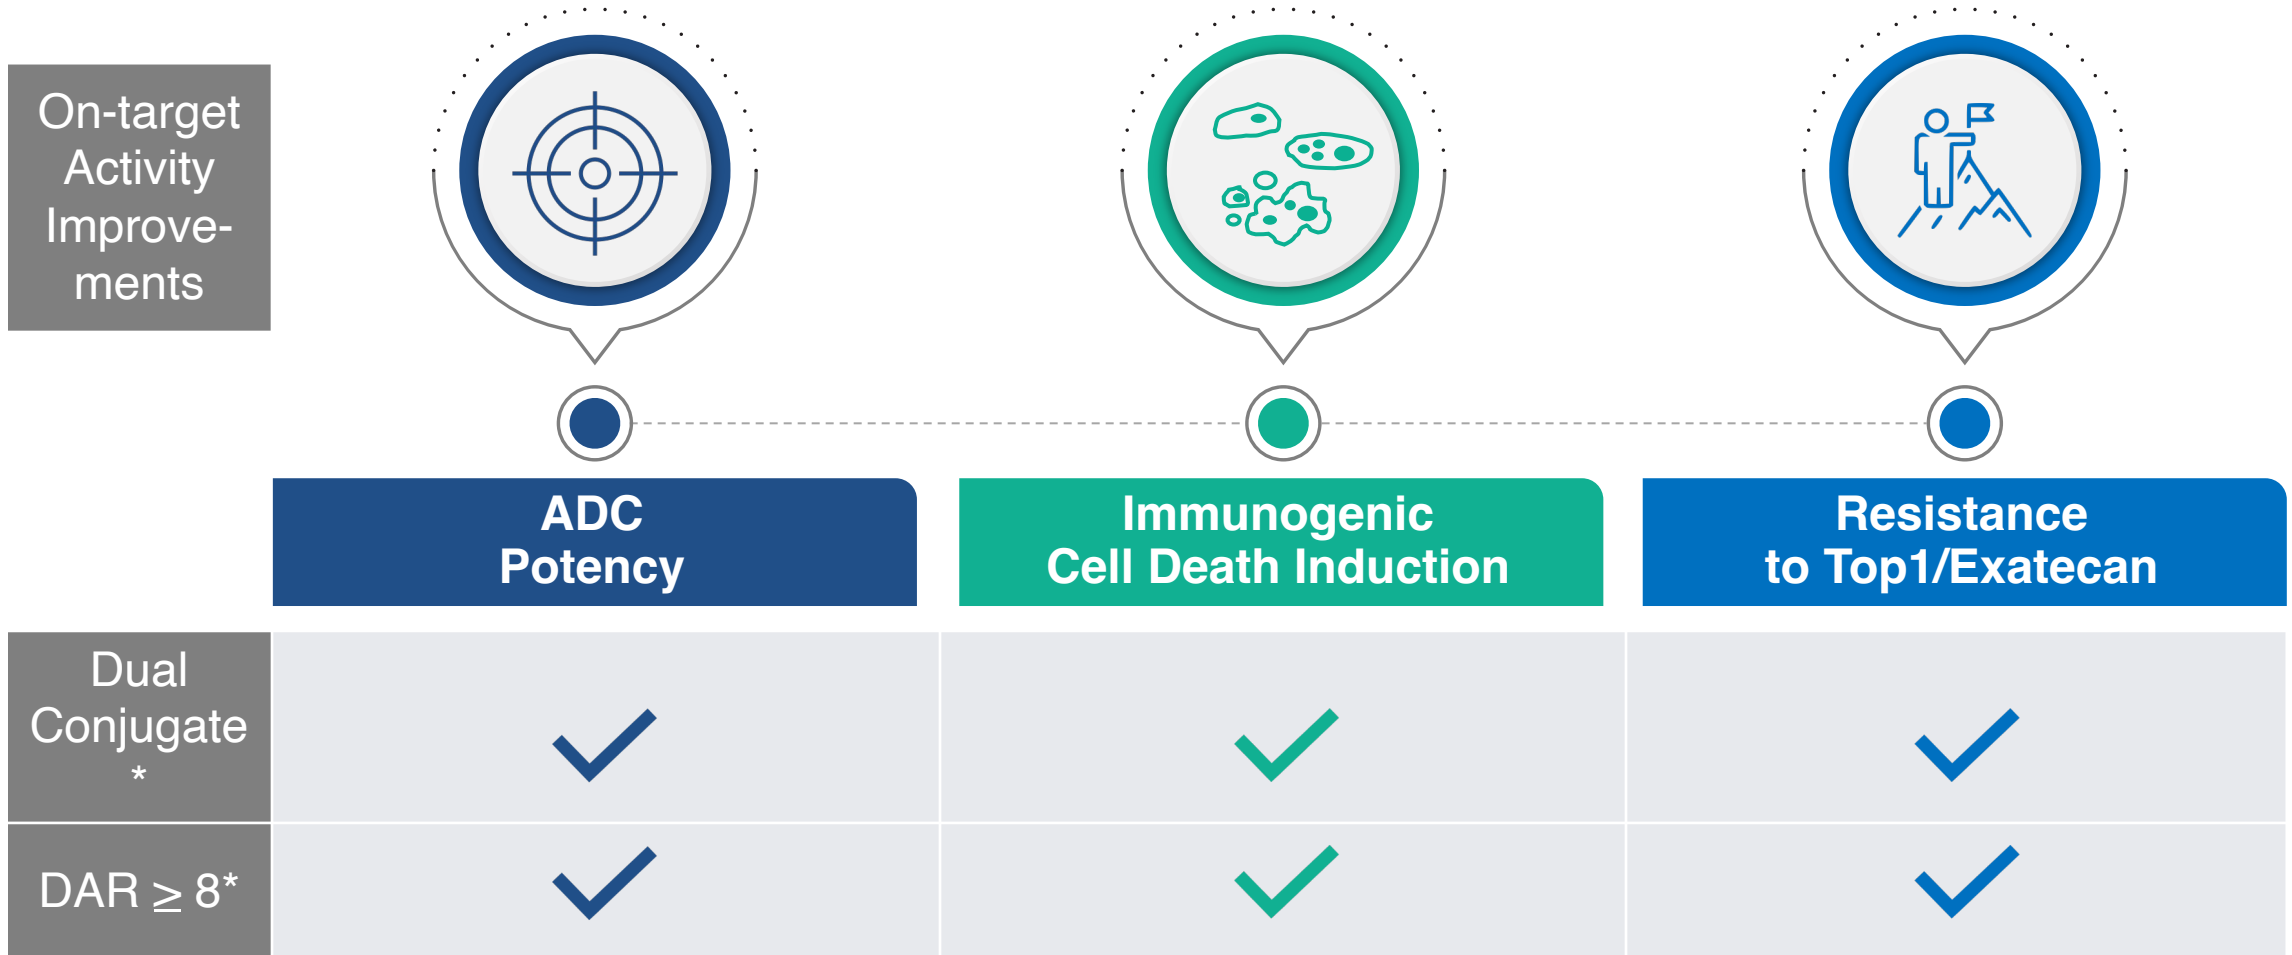 On-target
Activity
Improve-
ments
ADC
Potency
Immunogenic
Cell Death Induction
Resistance
to Top1/Exatecan
Dual
Conjugate
*
DAR ≥ 8*